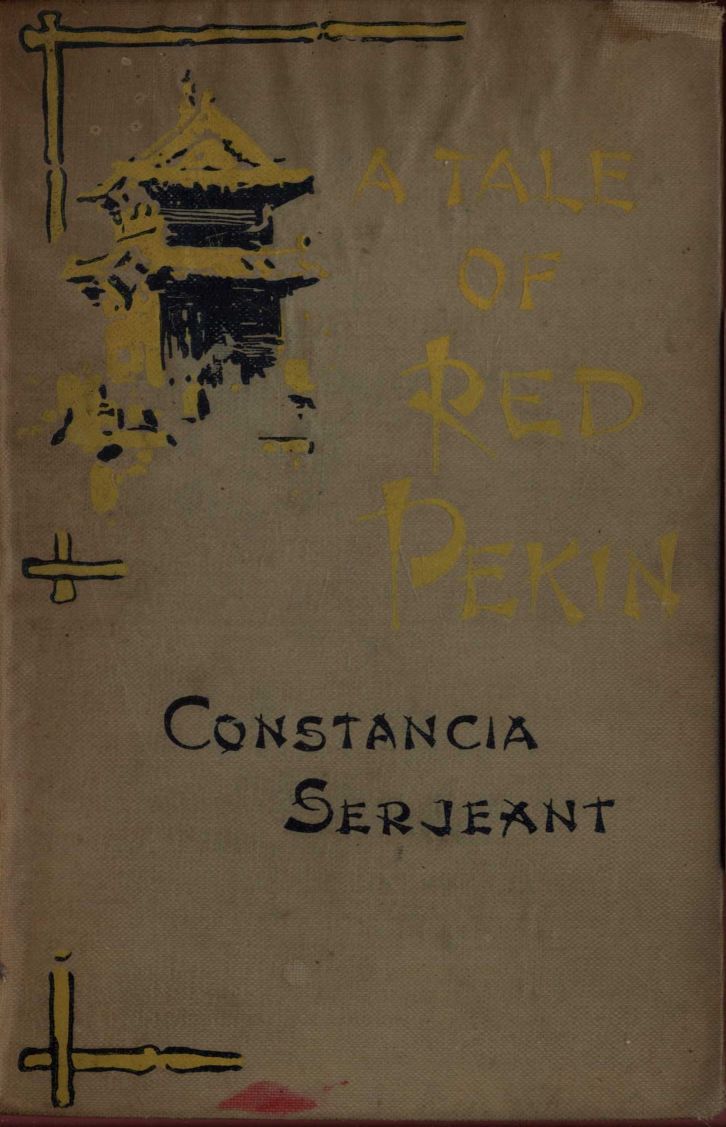 A TALE
OF
RED
PEKIN
CONSTANCIA
SERJEANT